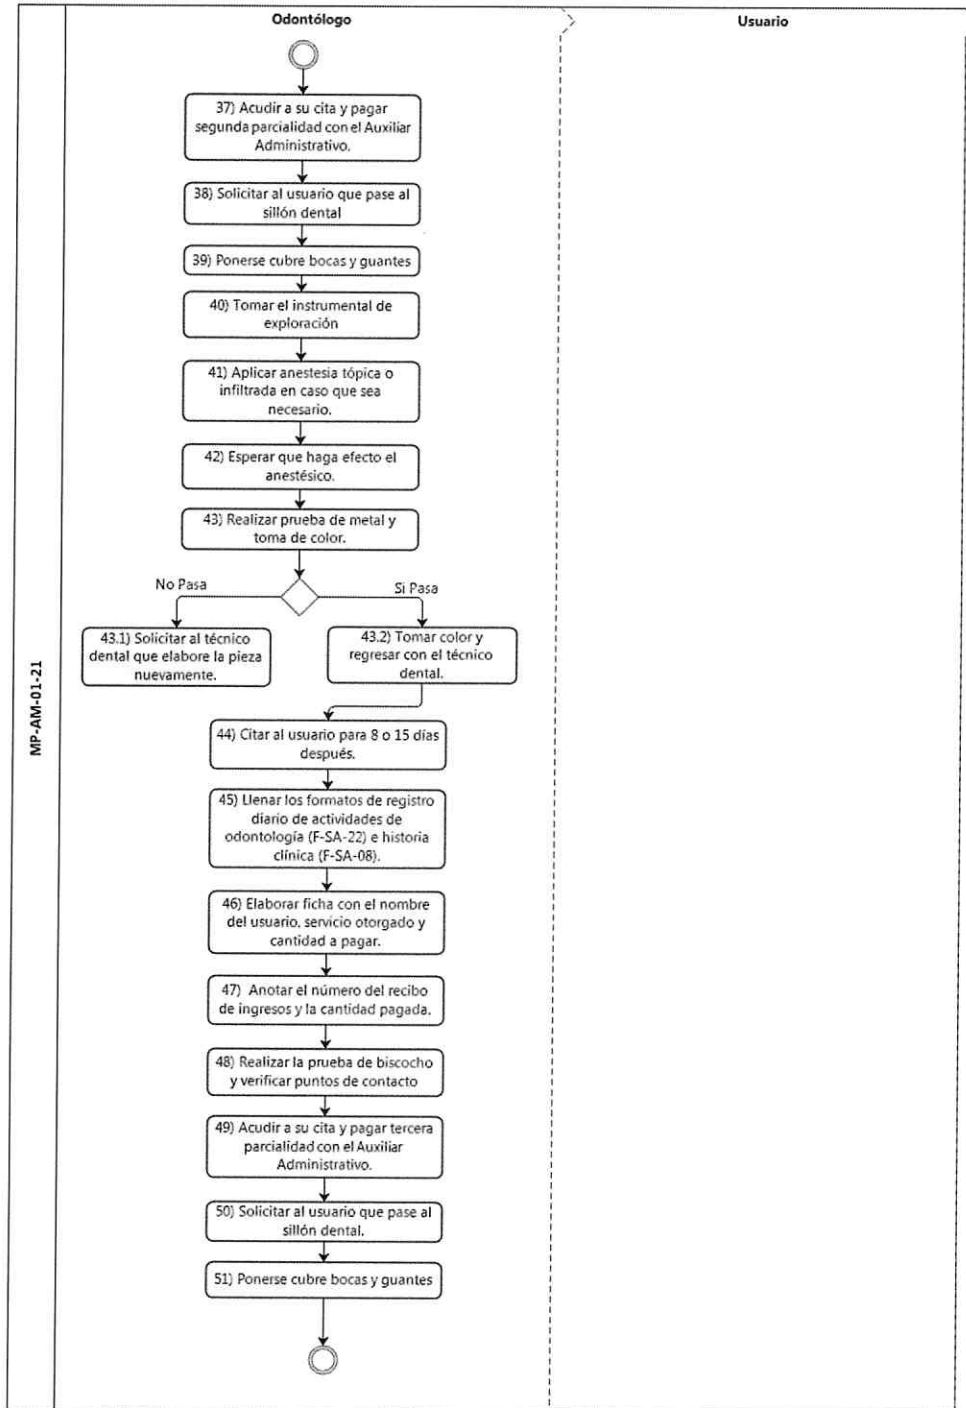 Odontólogo
Usuario
37) Acudir a su cita y pagar
segunda parcialidad con el Auxiliar
Administrativo.
38) Solicitar al usuario que pase al
sillón dental
39) Ponerse cubre bocas y guantes
40) Tomar el instrumental de
exploración
41) Aplicar anestesia tópica o
infiltrada en caso que sea
necesario.
42) Esperar que haga efecto el
anestésico.
43) Realizar prueba de metal y
toma de color.
No Pasa
Si Pasa
43.1) Solicitar al técnico
dental que elabore la pieza
nuevamente.
43.2) Tomar color y
regresar con el técnico
dental.
MP-AM-01-21
44) Citar al usuario para 8 o 15 días
después.
45) Llenar los formatos de registro
diario de actividades de
odontología (F-SA-22) e historia
clínica (F-SA-08).
46) Elaborar ficha con el nombre
del usuario, servicio otorgado y
cantidad a pagar.
47) Anotar el número del recibo
de ingresos y la cantidad pagada.
48) Realizar la prueba de biscocho
y verificar puntos de contacto
49) Acudir a su cita y pagar tercera
parcialidad con el Auxiliar
Administrativo.
50) Solicitar al usuario que pase al
sillón dental.
51) Ponerse cubre bocas y guantes